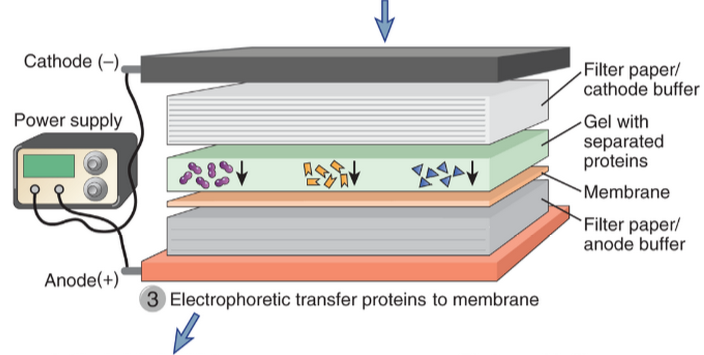 Cathode (–)
Filter paper/
cathode buffer
Power supply
Gel with
separated
proteins
Membrane
Filter paper/
anode buffer
Anode(+)
3 Electrophoretic transfer proteins to membrane